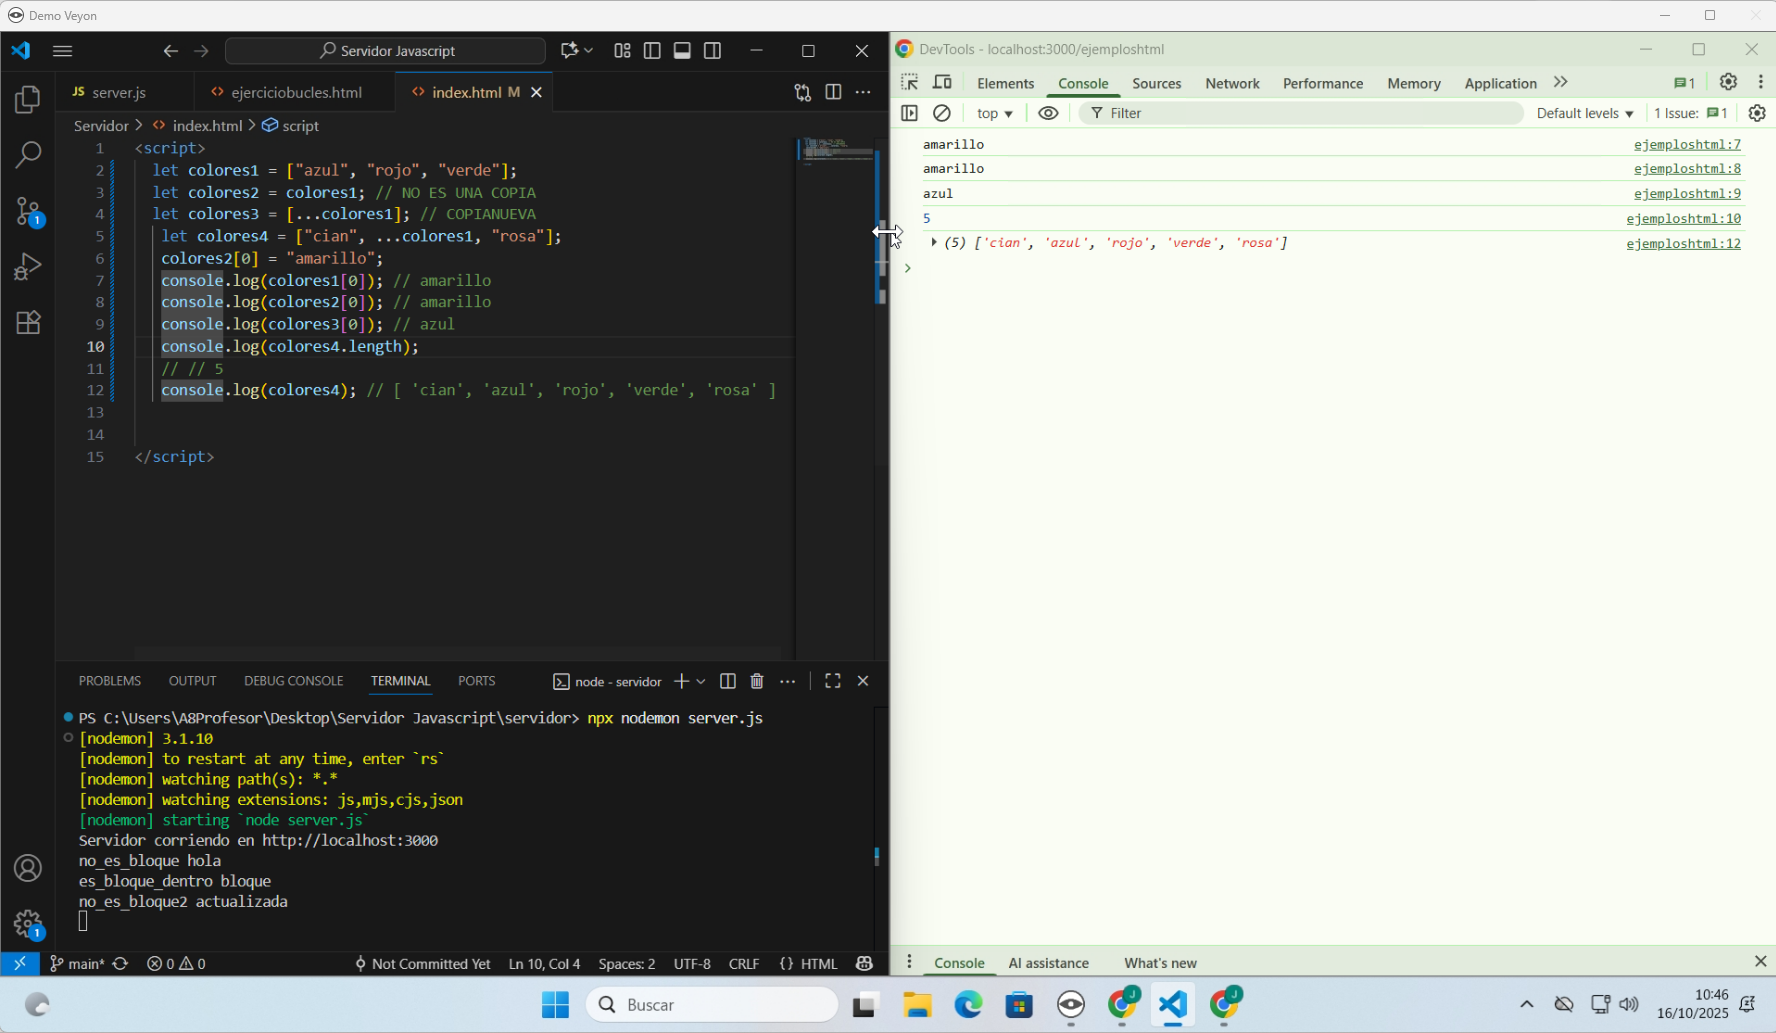 Demo Veyon
Servidor Javascript
JS server.js
<> ejerciciobucles.html
<> index.html M
Servidor > <> index.html > script
1 <script>
2 let colores1 = ["azul", "rojo", "verde"];
3 let colores2 = colores1; // NO ES UNA COPIA
4 let colores3 = [...colores1]; // COPIANUEVA
5 let colores4 = ["cian", ...colores1, "rosa"];
6 colores2[0] = "amarillo";
7 console.log(colores1[0]); // amarillo
8 console.log(colores2[0]); // amarillo
9 console.log(colores3[0]); // azul
10 console.log(colores4.length);
11 // // 5
12 console.log(colores4); // [ 'cian', 'azul', 'rojo', 'verde', 'rosa' ]
13
14
15 </script>
PROBLEMS OUTPUT DEBUG CONSOLE TERMINAL PORTS
node - servidor
PS C:\Users\A8Profesor\Desktop\Servidor Javascript\servidor> npx nodemon server.js
[nodemon] 3.1.10
[nodemon] to restart at any time, enter `rs`
[nodemon] watching path(s): *.*
[nodemon] watching extensions: js,mjs,cjs,json
[nodemon] starting `node server.js`
Servidor corriendo en http://localhost:3000
no_es_bloque hola
es_bloque_dentro bloque
no_es_bloque2 actualizada
1
1
main* 0 0 Not Committed Yet Ln 10, Col 4 Spaces: 2 UTF-8 CRLF {} HTML
DevTools - localhost:3000/ejemploshtml
Elements Console Sources Network Performance Memory Application 1
top Filter Default levels 1 Issue: 1
amarillo ejemploshtml:7
amarillo ejemploshtml:8
azul ejemploshtml:9
5 ejemploshtml:10
(5) ['cian', 'azul', 'rojo', 'verde', 'rosa'] ejemploshtml:12
Console AI assistance What's new
Buscar
J
J
10:46
16/10/2025